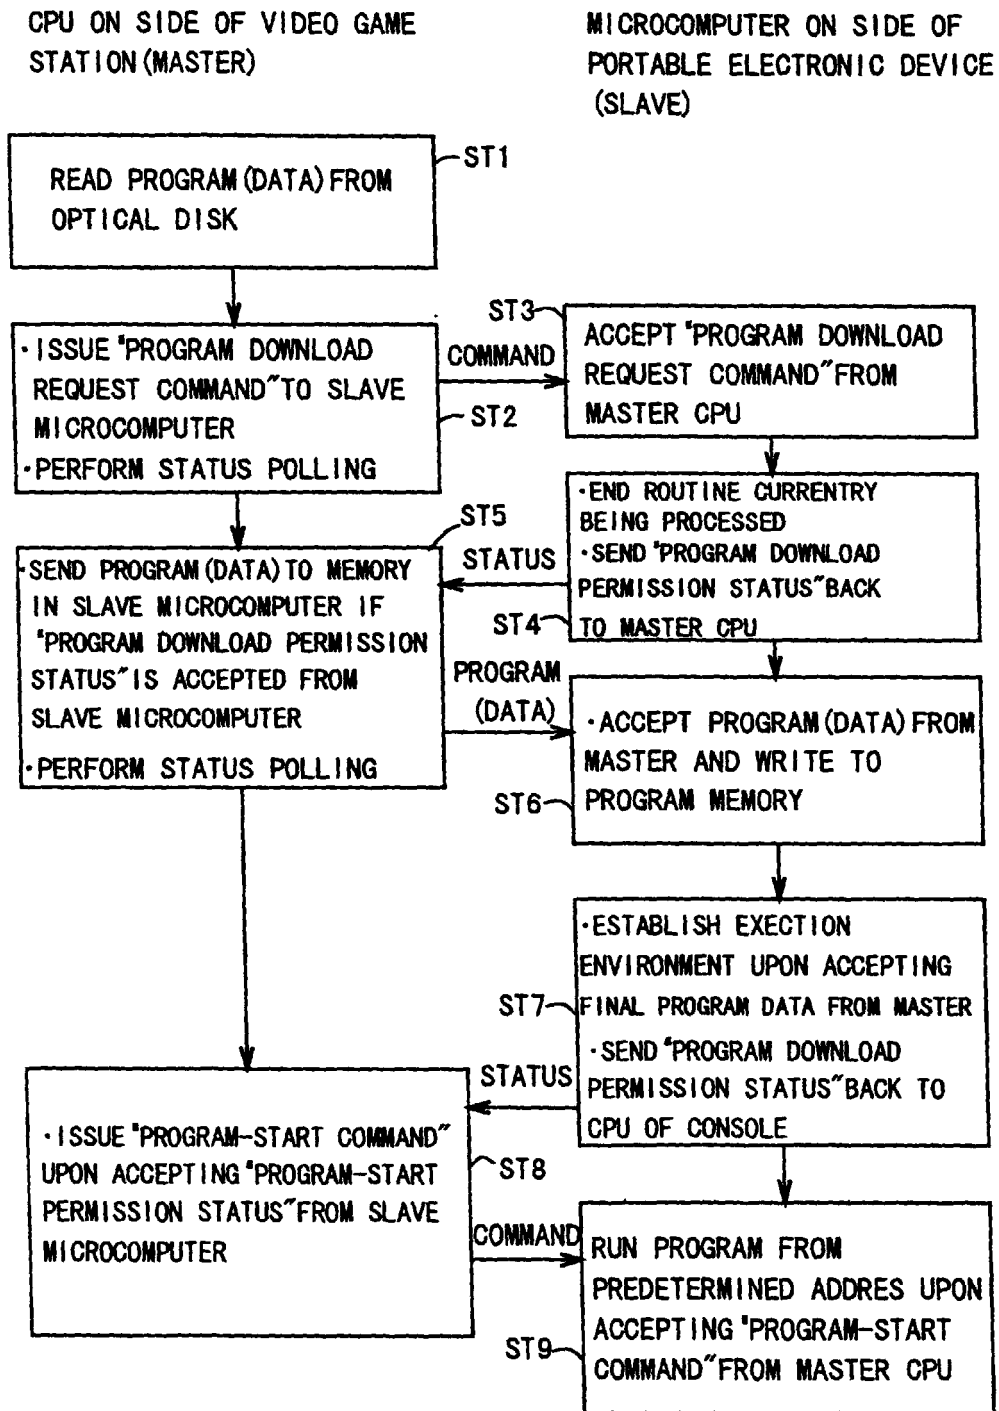 CPU ON SIDE OF VIDEO GAME
STATION(MASTER)
MICROCOMPUTER ON SIDE OF
PORTABLE ELECTRONIC DEVICE
(SLAVE)
ST1
READ PROGRAM(DATA)FROM
OPTICAL DISK
ST2
·ISSUE "PROGRAM DOWNLOAD
REQUEST COMMAND"TO SLAVE
MICROCOMPUTER
·PERFORM STATUS POLLING
COMMAND
ST3
ACCEPT "PROGRAM DOWNLOAD
REQUEST COMMAND"FROM
MASTER CPU
·END ROUTINE CURRENTRY
BEING PROCESSED
·SEND "PROGRAM DOWNLOAD
PERMISSION STATUS"BACK
TO MASTER CPU
ST4
STATUS
ST5
·SEND PROGRAM(DATA)TO MEMORY
IN SLAVE MICROCOMPUTER IF
"PROGRAM DOWNLOAD PERMISSION
STATUS"IS ACCEPTED FROM
SLAVE MICROCOMPUTER
·PERFORM STATUS POLLING
PROGRAM
(DATA)
·ACCEPT PROGRAM(DATA)FROM
MASTER AND WRITE TO
PROGRAM MEMORY
ST6
·ESTABLISH EXECTION
ENVIRONMENT UPON ACCEPTING
FINAL PROGRAM DATA FROM MASTER
·SEND "PROGRAM DOWNLOAD
PERMISSION STATUS"BACK TO
CPU OF CONSOLE
ST7
STATUS
·ISSUE "PROGRAM-START COMMAND"
UPON ACCEPTING "PROGRAM-START
PERMISSION STATUS"FROM SLAVE
MICROCOMPUTER
ST8
COMMAND
RUN PROGRAM FROM
PREDETERMINED ADDRES UPON
ACCEPTING "PROGRAM-START
COMMAND"FROM MASTER CPU
ST9